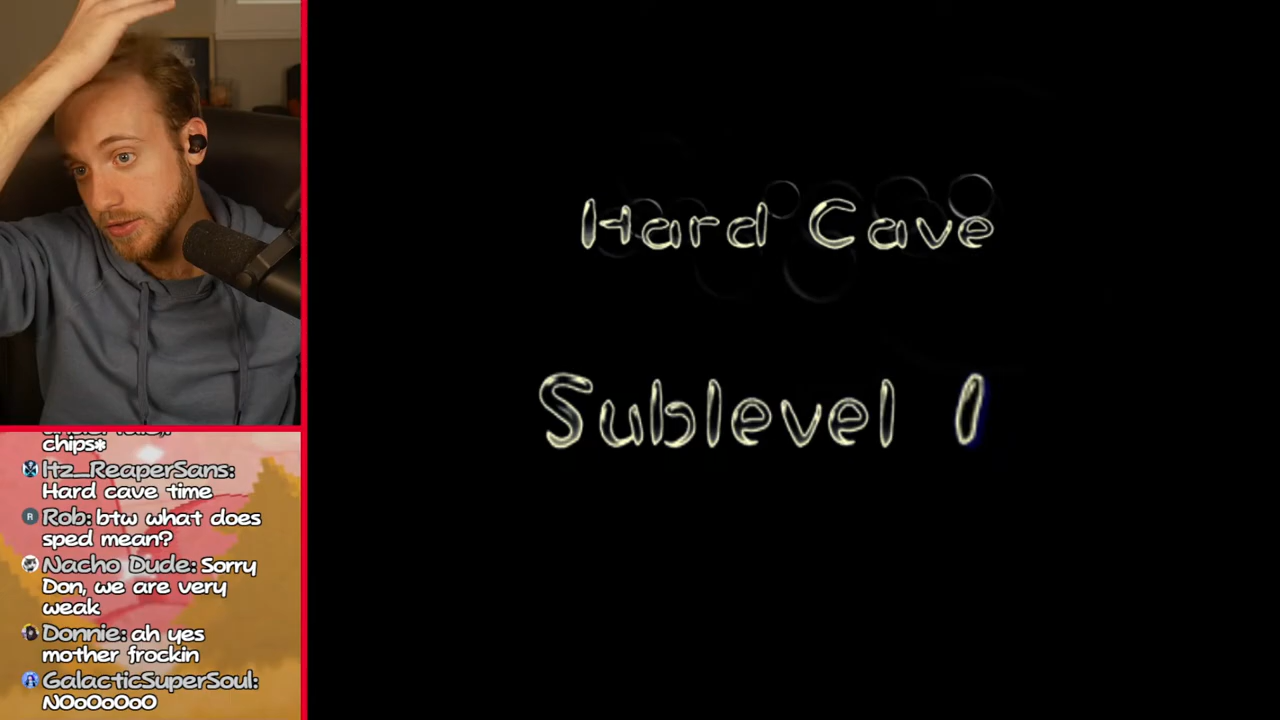 Hard Cave
Sublevel 1
chips*
Itz_ReaperSans:
Hard cave time
Rob: btw what does
sped mean?
Nacho Dude: Sorry
Don, we are very
weak
Donnie: ah yes
mother frockin
GalacticSuperSoul:
NOoOoOoO